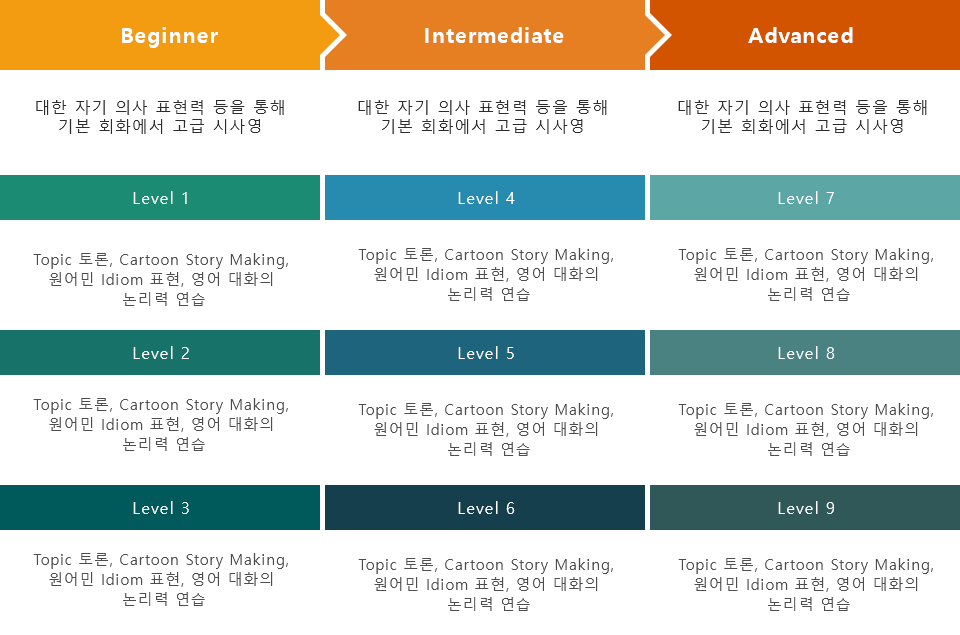 Beginner
Intermediate
Advanced
대한 자기 의사 표현력 등을 통해
기본 회화에서 고급 시사영
대한 자기 의사 표현력 등을 통해
기본 회화에서 고급 시사영
대한 자기 의사 표현력 등을 통해
기본 회화에서 고급 시사영
Level 1
Level 4
Level 7
Topic 토론, Cartoon Story Making,
원어민 Idiom 표현, 영어 대화의
논리력 연습
Topic 토론, Cartoon Story Making,
원어민 Idiom 표현, 영어 대화의
논리력 연습
Topic 토론, Cartoon Story Making,
원어민 Idiom 표현, 영어 대화의
논리력 연습
Level 2
Level 5
Level 8
Topic 토론, Cartoon Story Making,
원어민 Idiom 표현, 영어 대화의
논리력 연습
Topic 토론, Cartoon Story Making,
원어민 Idiom 표현, 영어 대화의
논리력 연습
Topic 토론, Cartoon Story Making,
원어민 Idiom 표현, 영어 대화의
논리력 연습
Level 3
Level 6
Level 9
Topic 토론, Cartoon Story Making,
원어민 Idiom 표현, 영어 대화의
논리력 연습
Topic 토론, Cartoon Story Making,
원어민 Idiom 표현, 영어 대화의
논리력 연습
Topic 토론, Cartoon Story Making,
원어민 Idiom 표현, 영어 대화의
논리력 연습